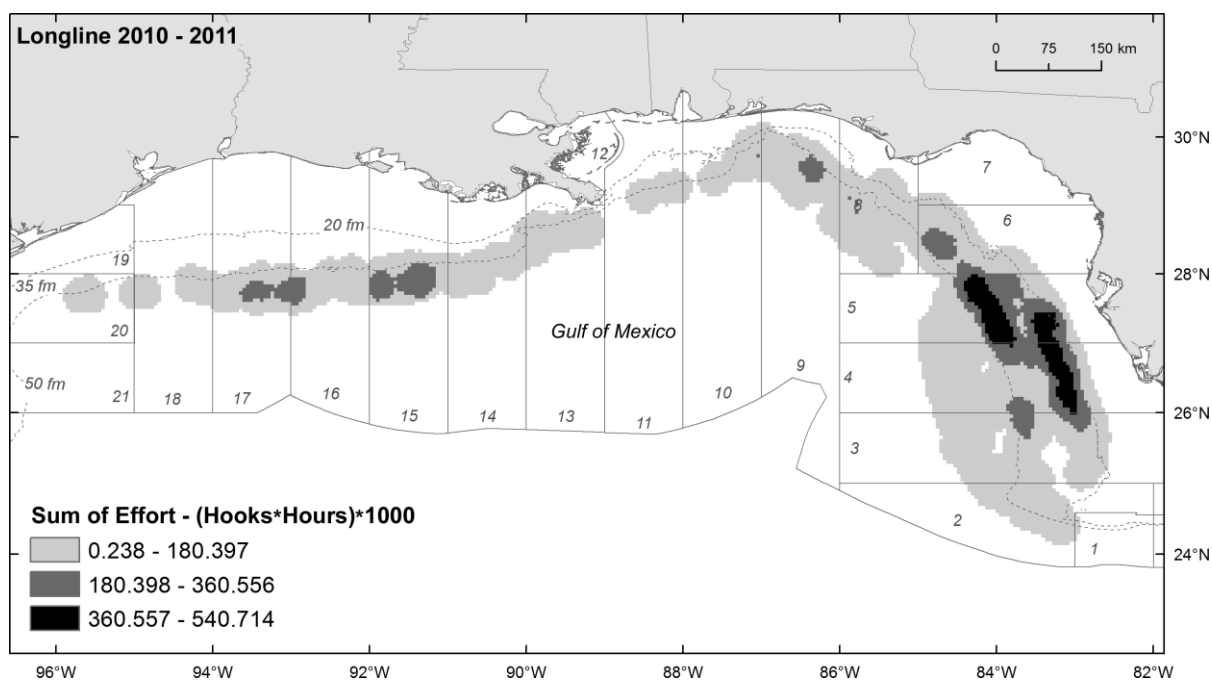 Longline 2010 - 2011
0 75 150 km
30°N
28°N
26°N
24°N
12
7
8
6
20 fm
19
35 fm
5
20
Gulf of Mexico
50 fm
21
18
17
16
15
14
13
11
10
9
4
3
2
1
Sum of Effort - (Hooks*Hours)*1000
0.238 - 180.397
180.398 - 360.556
360.557 - 540.714
96°W 94°W 92°W 90°W 88°W 86°W 84°W 82°W